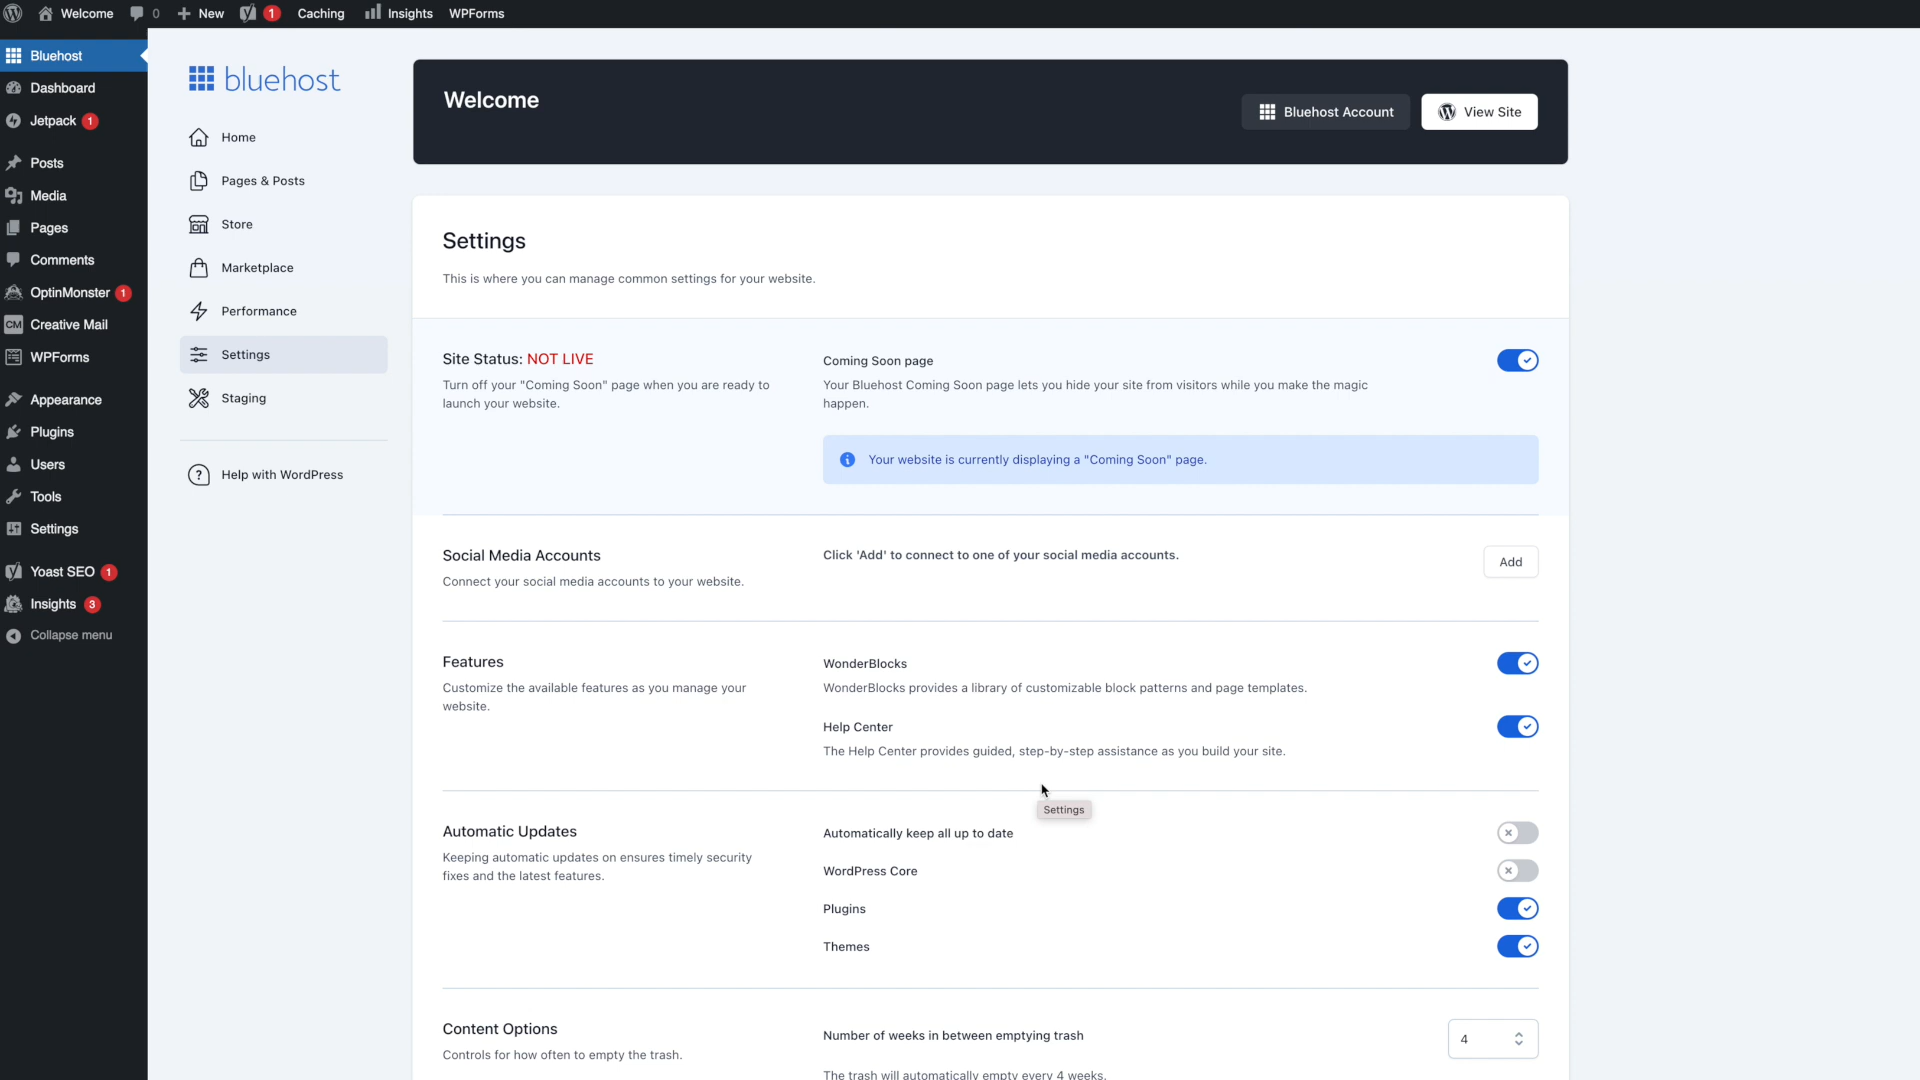 Welcome
0
New
1
Caching
Insights
WPForms
Bluehost
Dashboard
Jetpack 1
Posts
Media
Pages
Comments
OptinMonster 1
CM Creative Mail
WPForms
Appearance
Plugins
Users
Tools
Settings
Yoast SEO 1
Insights 3
Collapse menu
bluehost
Home
Pages & Posts
Store
Marketplace
Performance
Settings
Staging
Help with WordPress
Welcome
Bluehost Account
View Site
Settings
This is where you can manage common settings for your website.
Site Status: NOT LIVE
Turn off your "Coming Soon" page when you are ready to
launch your website.
Coming Soon page
Your Bluehost Coming Soon page lets you hide your site from visitors while you make the magic
happen.
Your website is currently displaying a "Coming Soon" page.
Social Media Accounts
Connect your social media accounts to your website.
Click 'Add' to connect to one of your social media accounts.
Add
Features
Customize the available features as you manage your
website.
WonderBlocks
WonderBlocks provides a library of customizable block patterns and page templates.
Help Center
The Help Center provides guided, step-by-step assistance as you build your site.
Settings
Automatic Updates
Keeping automatic updates on ensures timely security
fixes and the latest features.
Automatically keep all up to date
WordPress Core
Plugins
Themes
Content Options
Controls for how often to empty the trash.
Number of weeks in between emptying trash
4
The trash will automatically empty every 4 weeks.